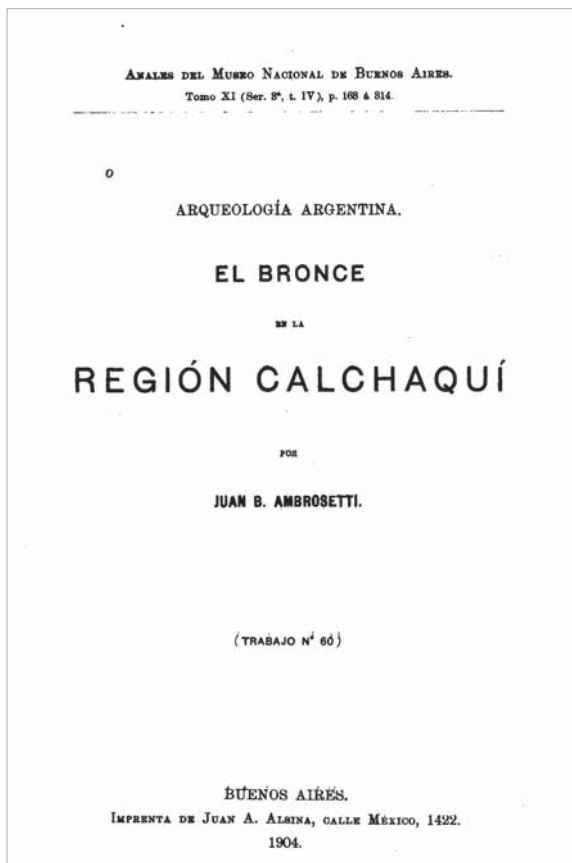 ANALES DEL MUSEO NACIONAL DE BUENOS AIRES.
Tomo XI (Ser. 3ª, t. IV), p. 163 á 314.
O
ARQUEOLOGÍA ARGENTINA.
EL BRONCE
EN LA
REGIÓN CALCHAQUÍ
POR
JUAN B. AMBROSETTI.
(TRABAJO Nº 60)
BUENOS AIRES.
IMPRENTA DE JUAN A. ALSINA, CALLE MÉXICO, 1422.
1904.